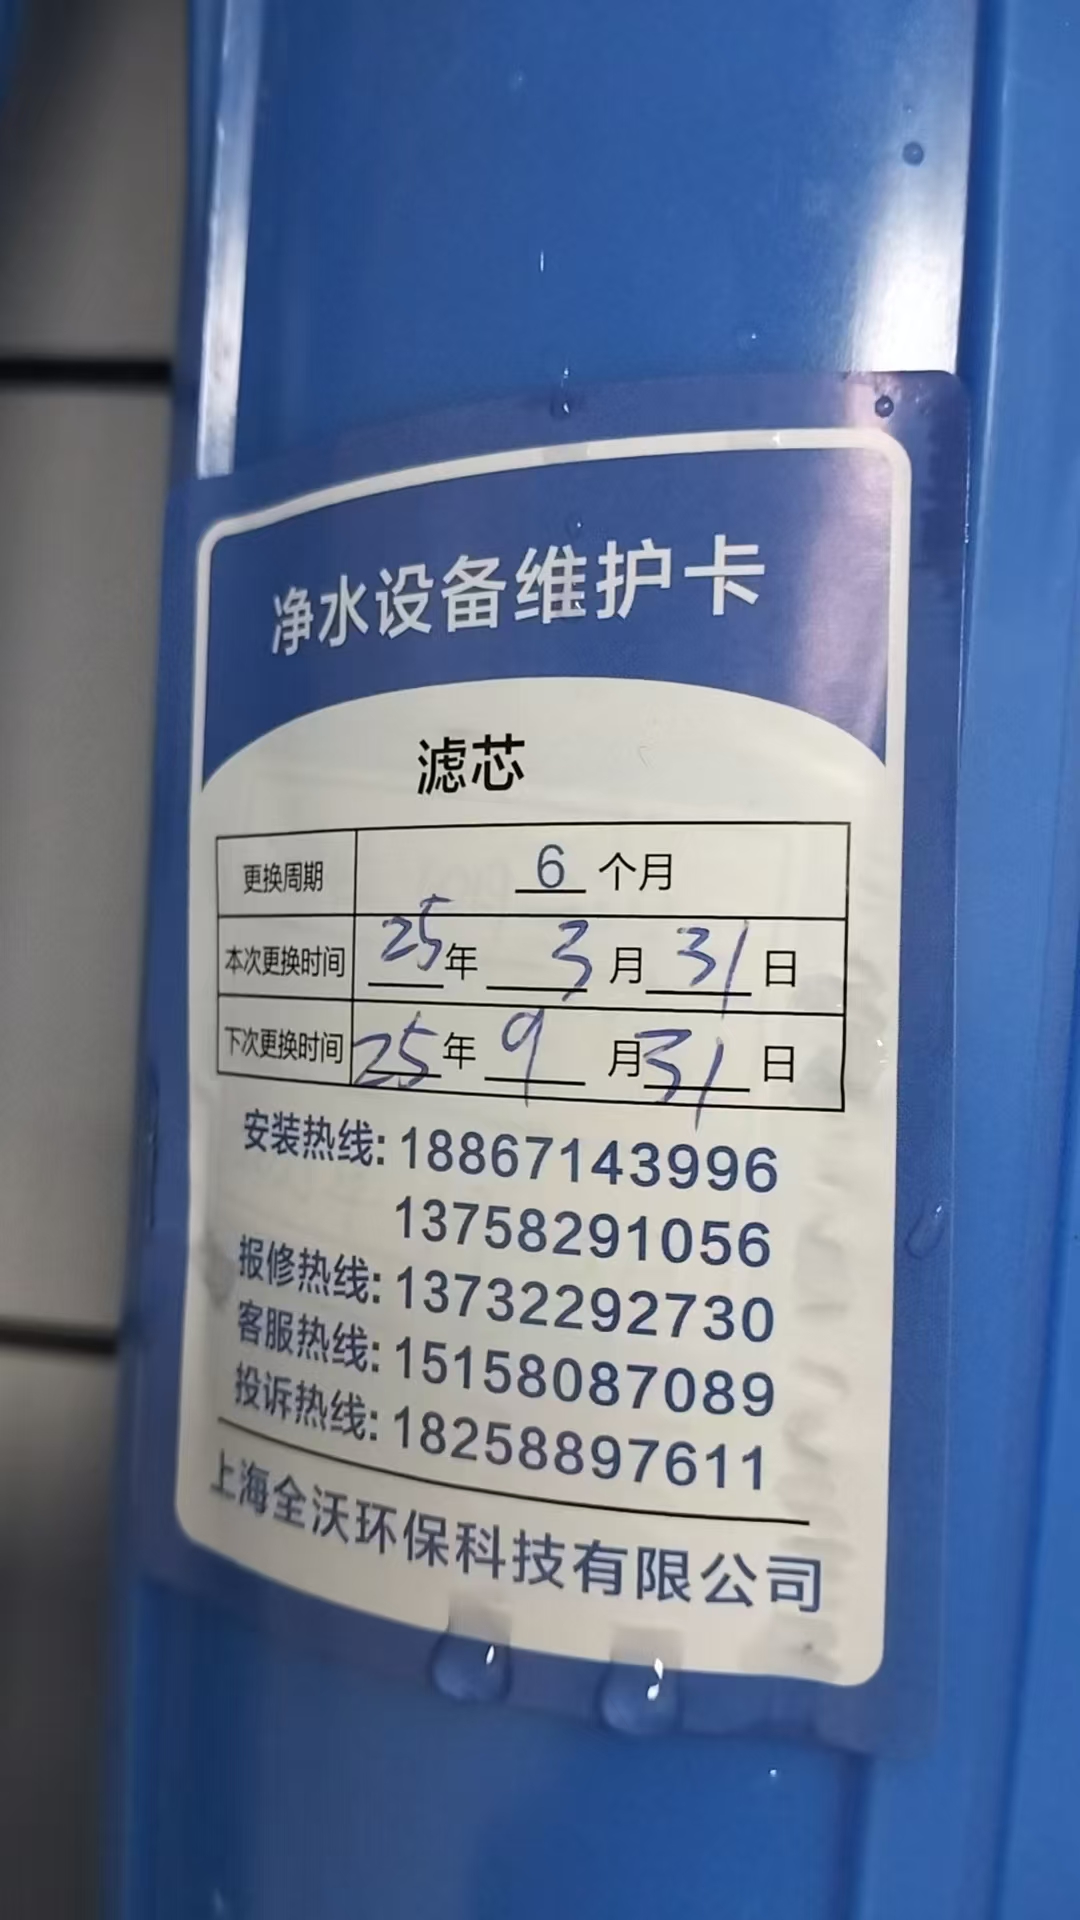 净水设备维护卡
滤芯
更换周期 6 个月
本次更换时间 25年 3月 31日
下次更换时间 25年 9月 31日
安装热线:18867143996
13758291056
报修热线:13732292730
客服热线:15158087089
投诉热线:18258897611
上海全沃环保科技有限公司